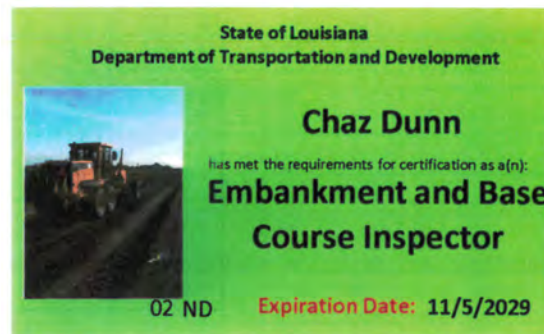 State of Louisiana
Department of Transportation and Development
Chaz Dunn
has met the requirements for certification as a(n):
Embankment and Base
Course Inspector
02 ND
Expiration Date: 11/5/2029